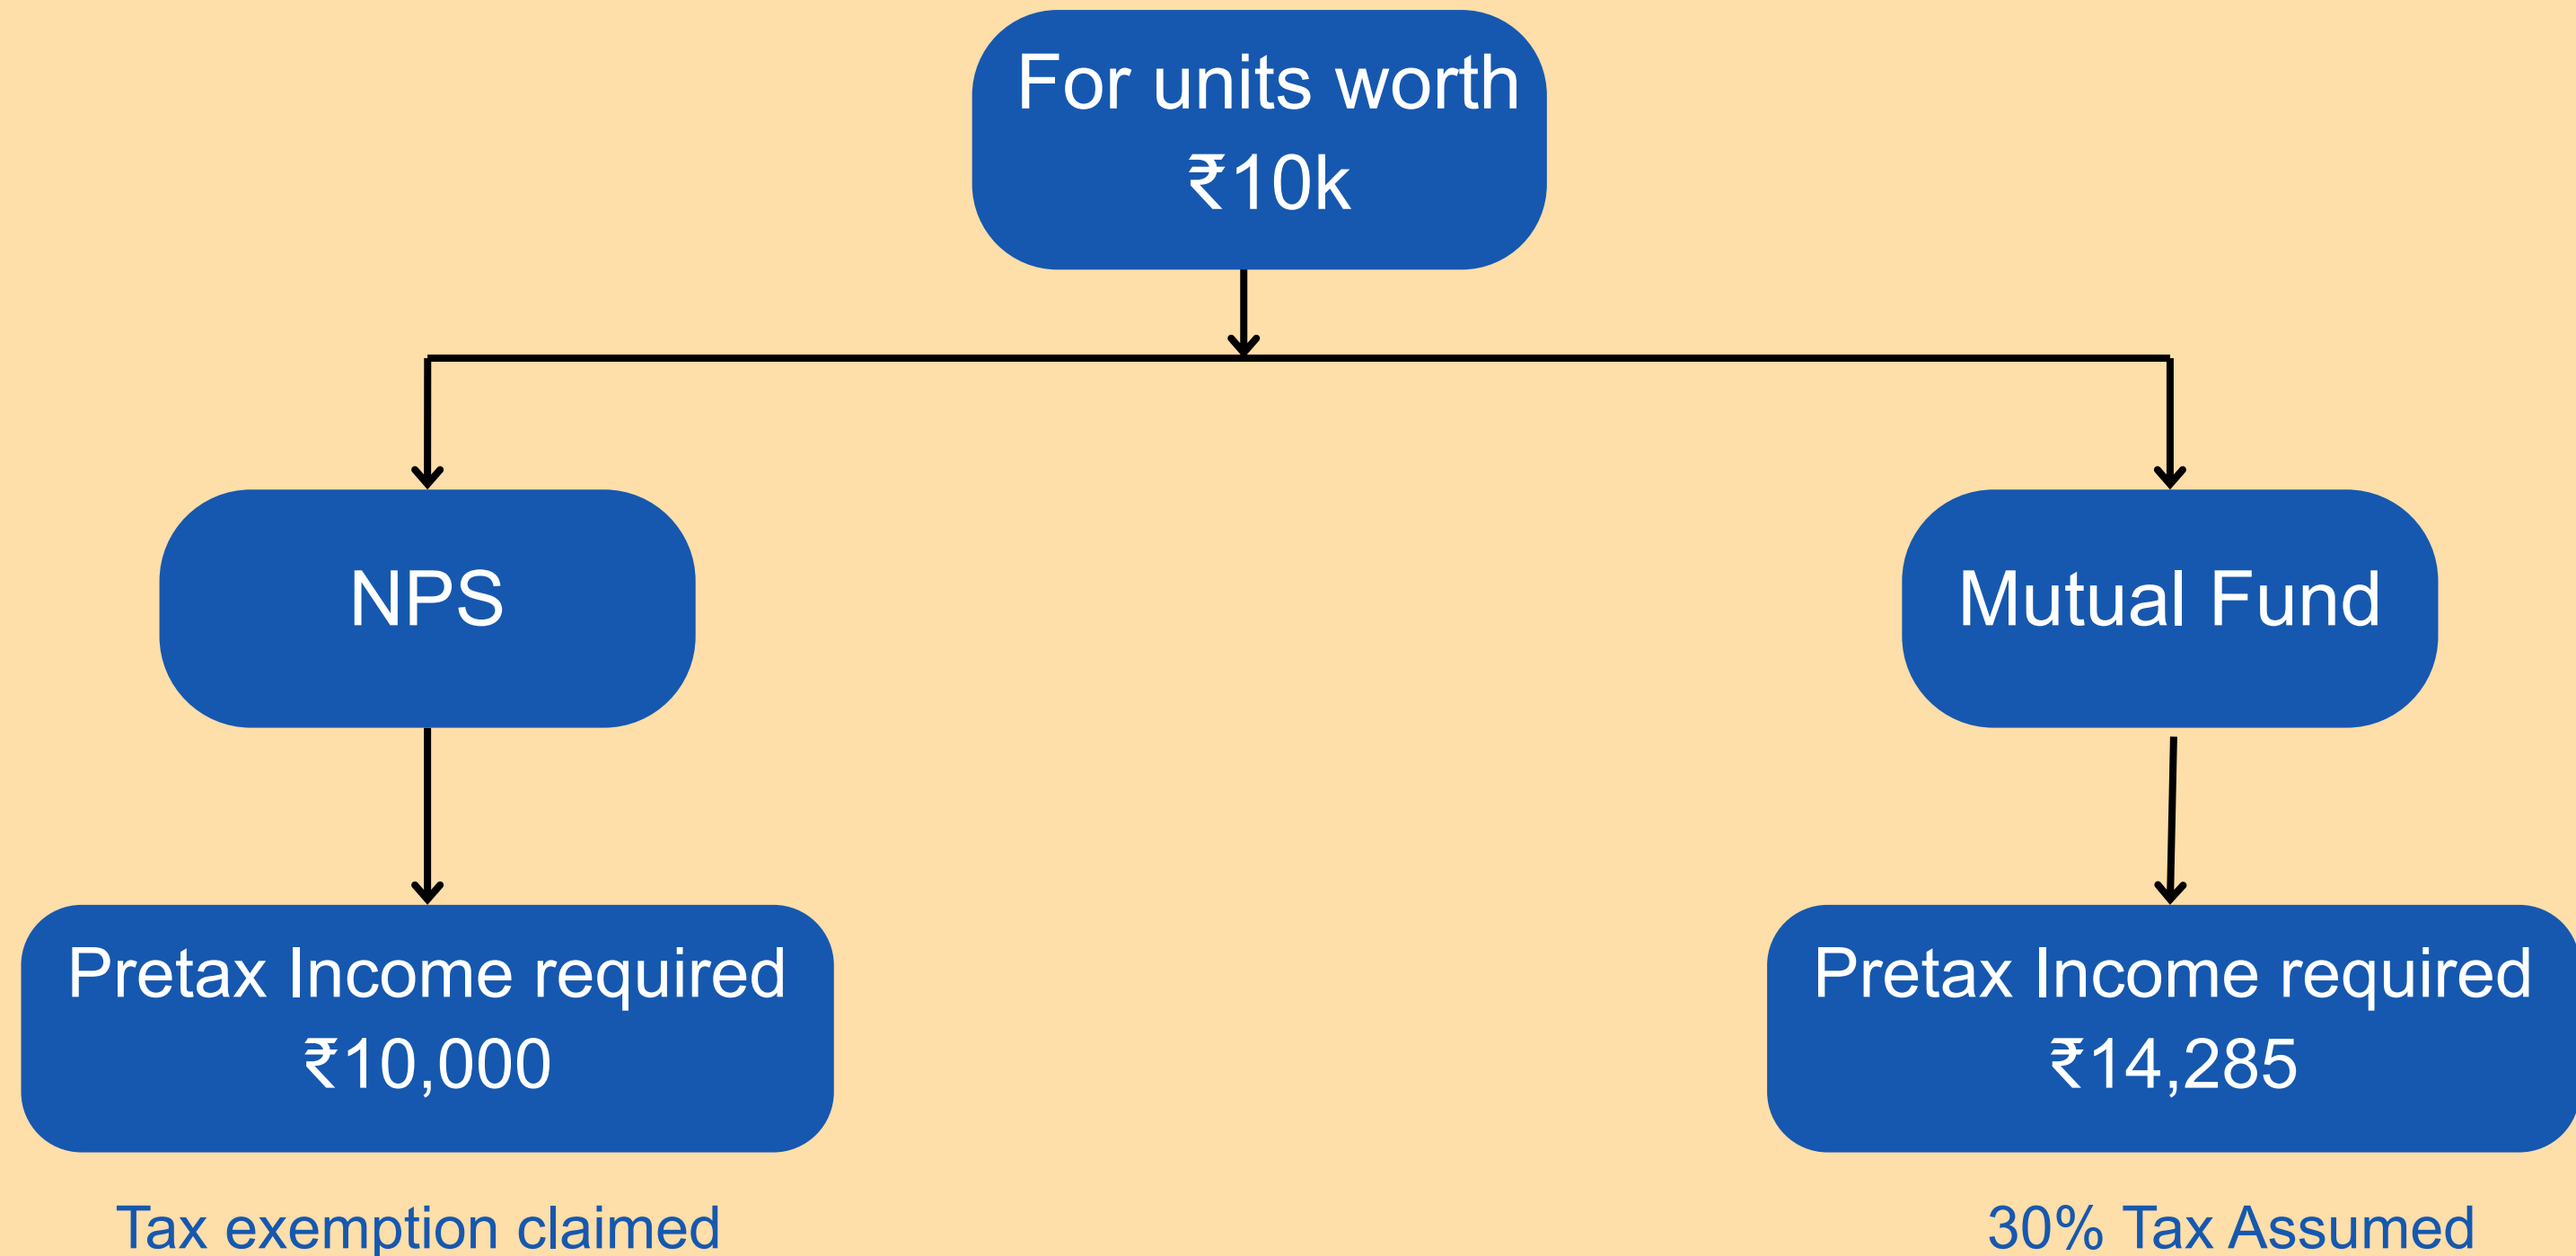 For units worth
₹10k
NPS
Mutual Fund
Pretax Income required
₹10,000
Pretax Income required
₹14,285
Tax exemption claimed
30% Tax Assumed